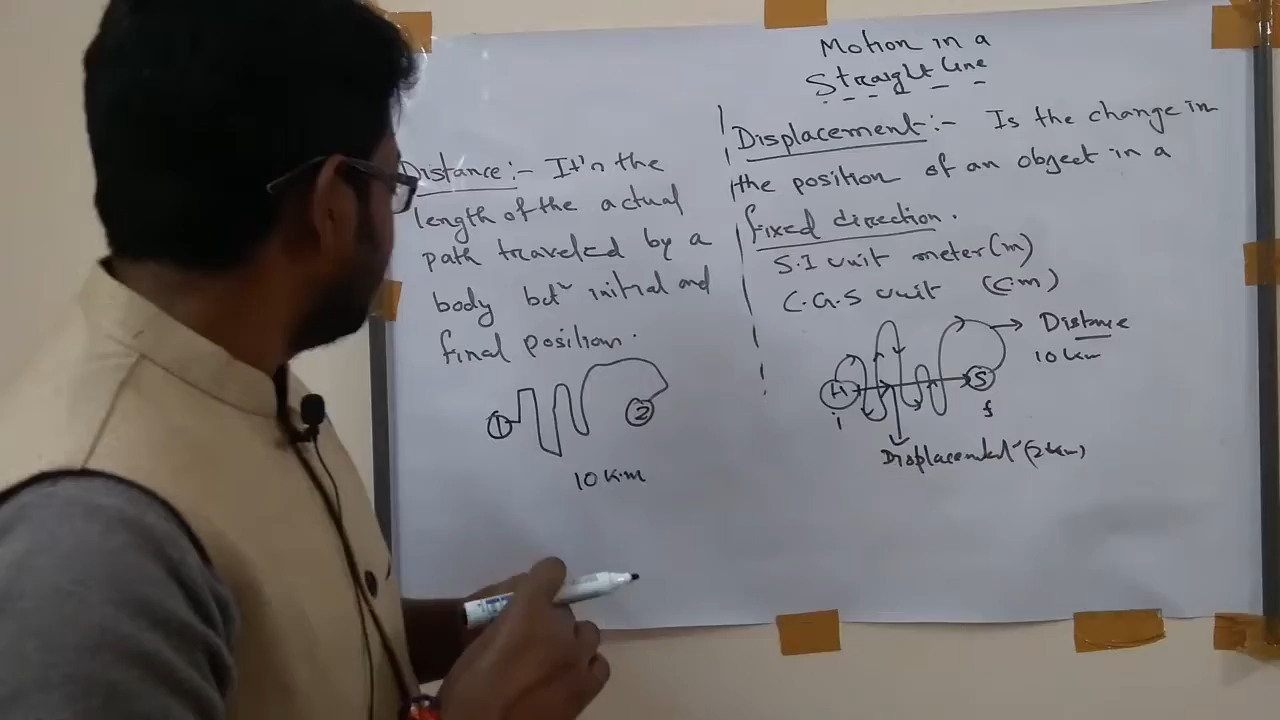 Motion in a
Straight line
Distance:- It's the
length of the actual
path traveled by a
body betⁿ initial and
final position.
1
2
10 K.m
Displacement:- Is the change in
the position of an object in a
fixed direction.
S.I unit meter(m)
C.G.S unit (c.m)
Distance
10 Km
H
S
i
f
Displacement (2km)